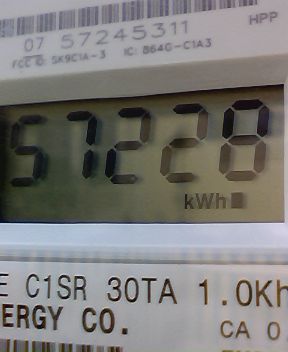 HPP
07 57245311
FCC ID: SK9C1A-3 IC: 864G-C1A3
57228
kWh
E C1SR 30TA 1.0Kh
ERGY CO.
CA 0.